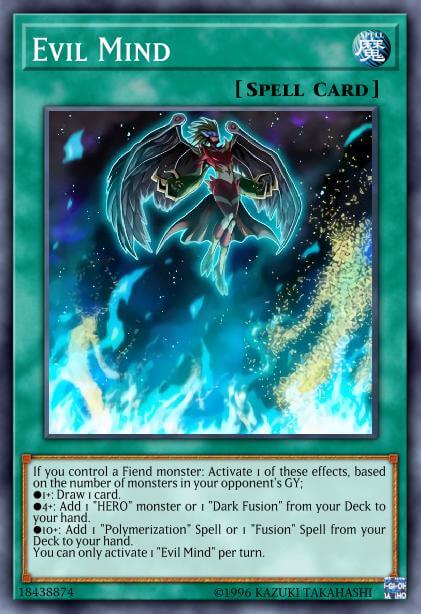 Evil Mind
SPELL
魔
[Spell Card]
If you control a Fiend monster: Activate 1 of these effects, based
on the number of monsters in your opponent's GY;
●1+: Draw 1 card.
●4+: Add 1 "HERO" monster or 1 "Dark Fusion" from your Deck to
your hand.
●10+: Add 1 "Polymerization" Spell or 1 "Fusion" Spell from your
Deck to your hand.
You can only activate 1 "Evil Mind" per turn.
18438874
©1996 KAZUKI TAKAHASHI